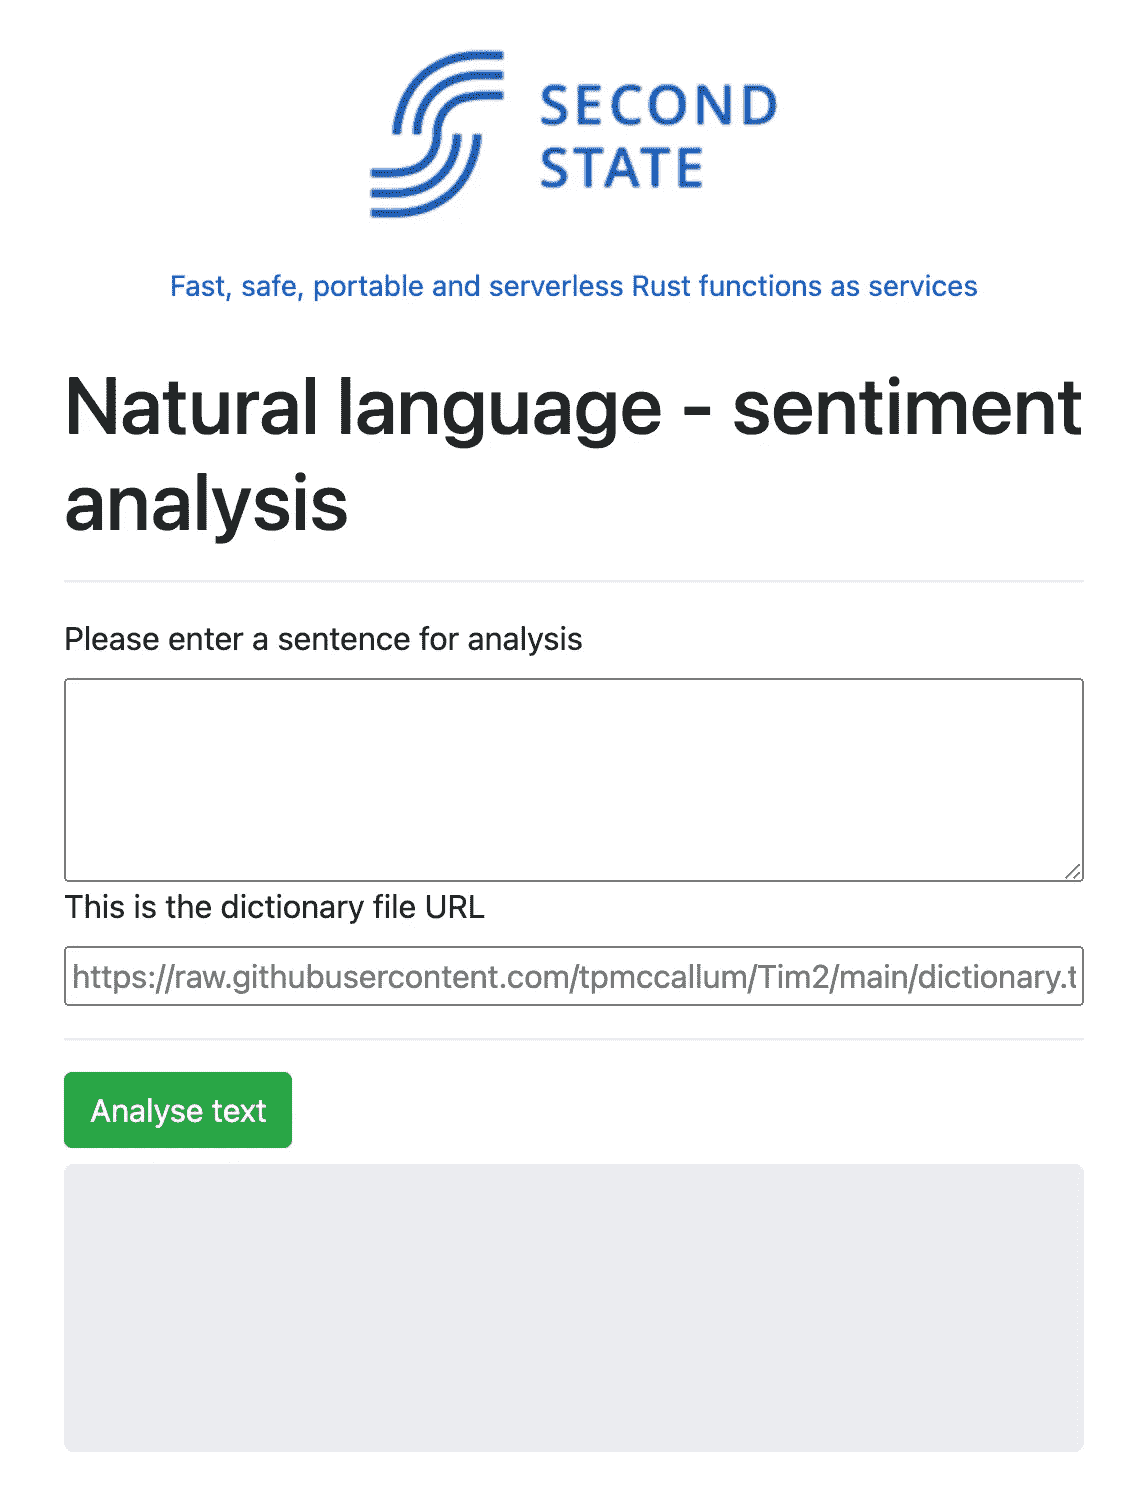 SECOND
STATE
Fast, safe, portable and serverless Rust functions as services
Natural language - sentiment
analysis
Please enter a sentence for analysis
This is the dictionary file URL
https://raw.githubusercontent.com/tpmccallum/Tim2/main/dictionary.t
Analyse text